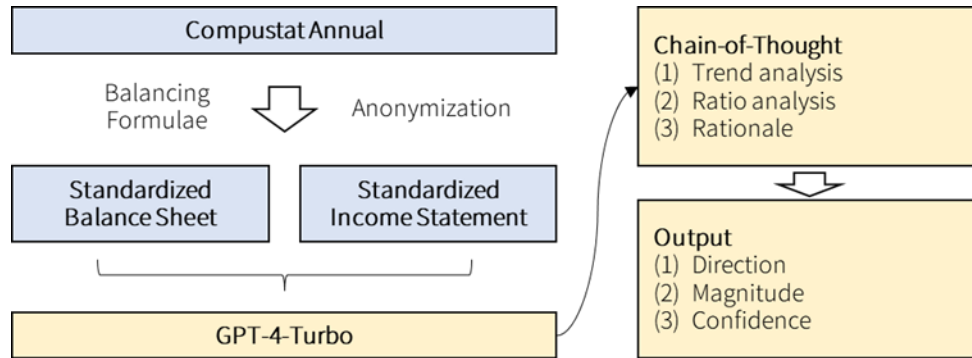 Compustat Annual
Balancing
Formulae
Anonymization
Standardized
Balance Sheet
Standardized
Income Statement
GPT-4-Turbo
Chain-of-Thought
(1) Trend analysis
(2) Ratio analysis
(3) Rationale
Output
(1) Direction
(2) Magnitude
(3) Confidence